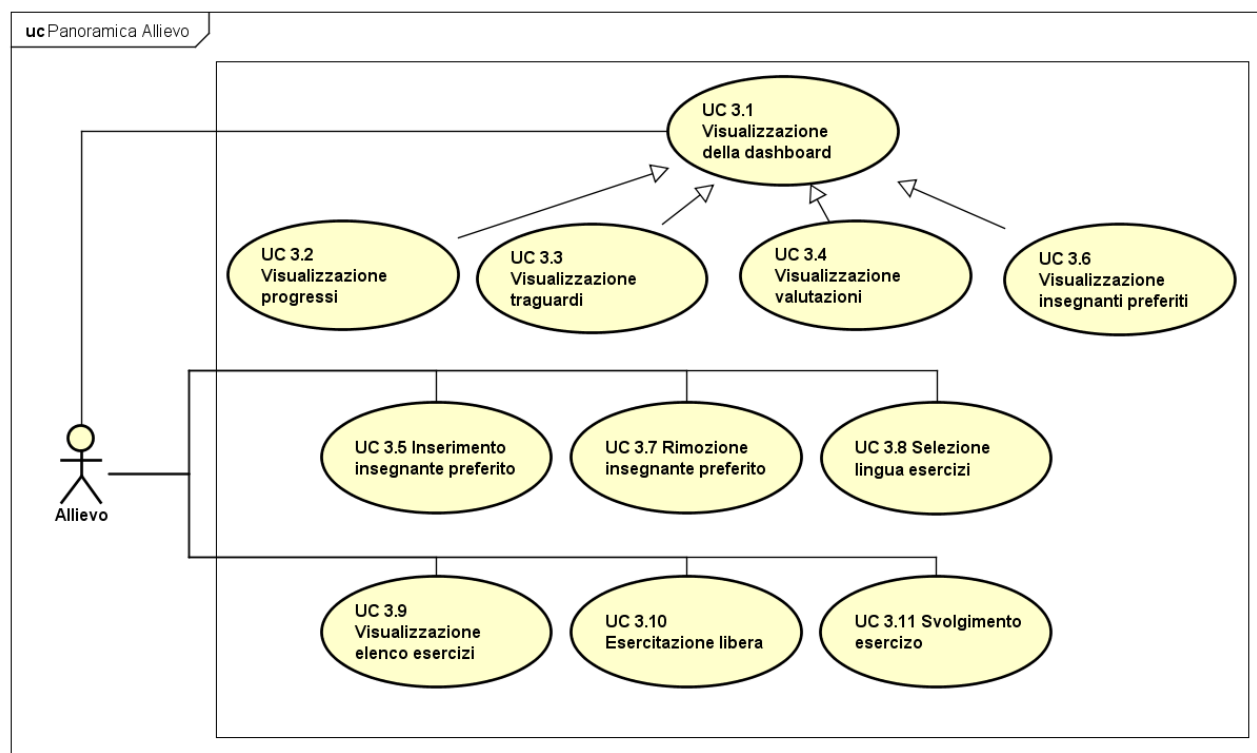 uc Panoramica Allievo
UC 3.1
Visualizzazione
della dashboard
UC 3.2
Visualizzazione
progressi
UC 3.3
Visualizzazione
traguardi
UC 3.4
Visualizzazione
valutazioni
UC 3.6
Visualizzazione
insegnanti preferiti
UC 3.5 Inserimento
insegnante preferito
UC 3.7 Rimozione
insegnante preferito
UC 3.8 Selezione
lingua esercizi
Allievo
UC 3.9
Visualizzazione
elenco esercizi
UC 3.10
Esercitazione libera
UC 3.11 Svolgimento
esercizo